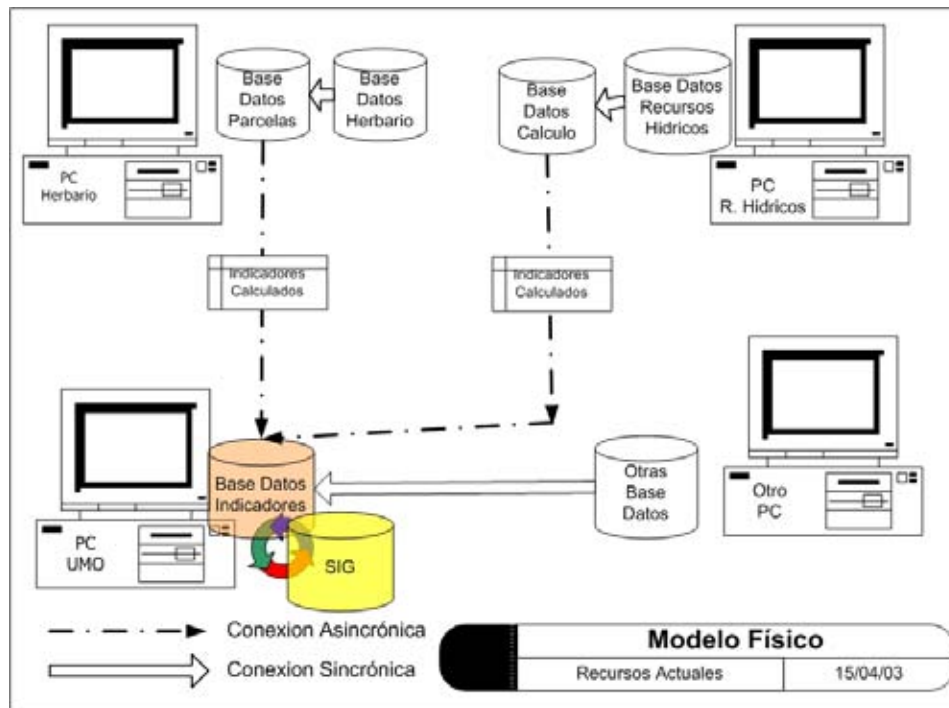 PC
Herbario
Base
Datos
Parcelas
Base
Datos
Herbario
Base
Datos
Calculo
Base Datos
Recursos
Hídricos
PC
R. Hidricos
Indicadores
Calculados
Indicadores
Calculados
PC
UMO
Base Datos
Indicadores
SIG
Otras
Base
Datos
Otro
PC
Conexion Asincrónica
Conexion Sincrónica
Modelo Físico
Recursos Actuales
15/04/03